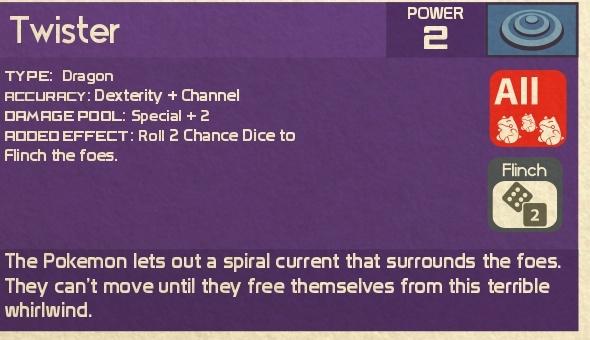 Twister
POWER
2
TYPE: Dragon
ACCURACY: Dexterity + Channel
DAMAGE POOL: Special + 2
ADDED EFFECT: Roll 2 Chance Dice to
Flinch the foes.
All
Flinch
2
The Pokemon lets out a spiral current that surrounds the foes.
They can't move until they free themselves from this terrible
whirlwind.